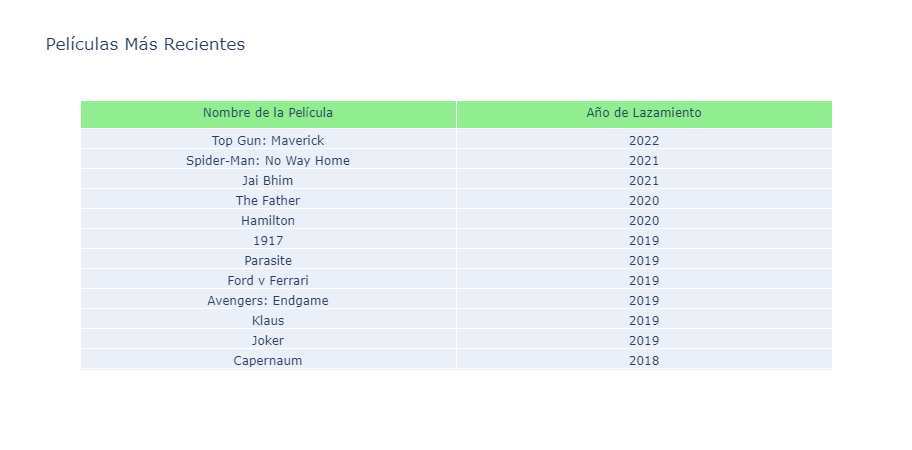 Películas Más Recientes
Nombre de la Película Año de Lazamiento
Top Gun: Maverick 2022
Spider-Man: No Way Home 2021
Jai Bhim 2021
The Father 2020
Hamilton 2020
1917 2019
Parasite 2019
Ford v Ferrari 2019
Avengers: Endgame 2019
Klaus 2019
Joker 2019
Capernaum 2018